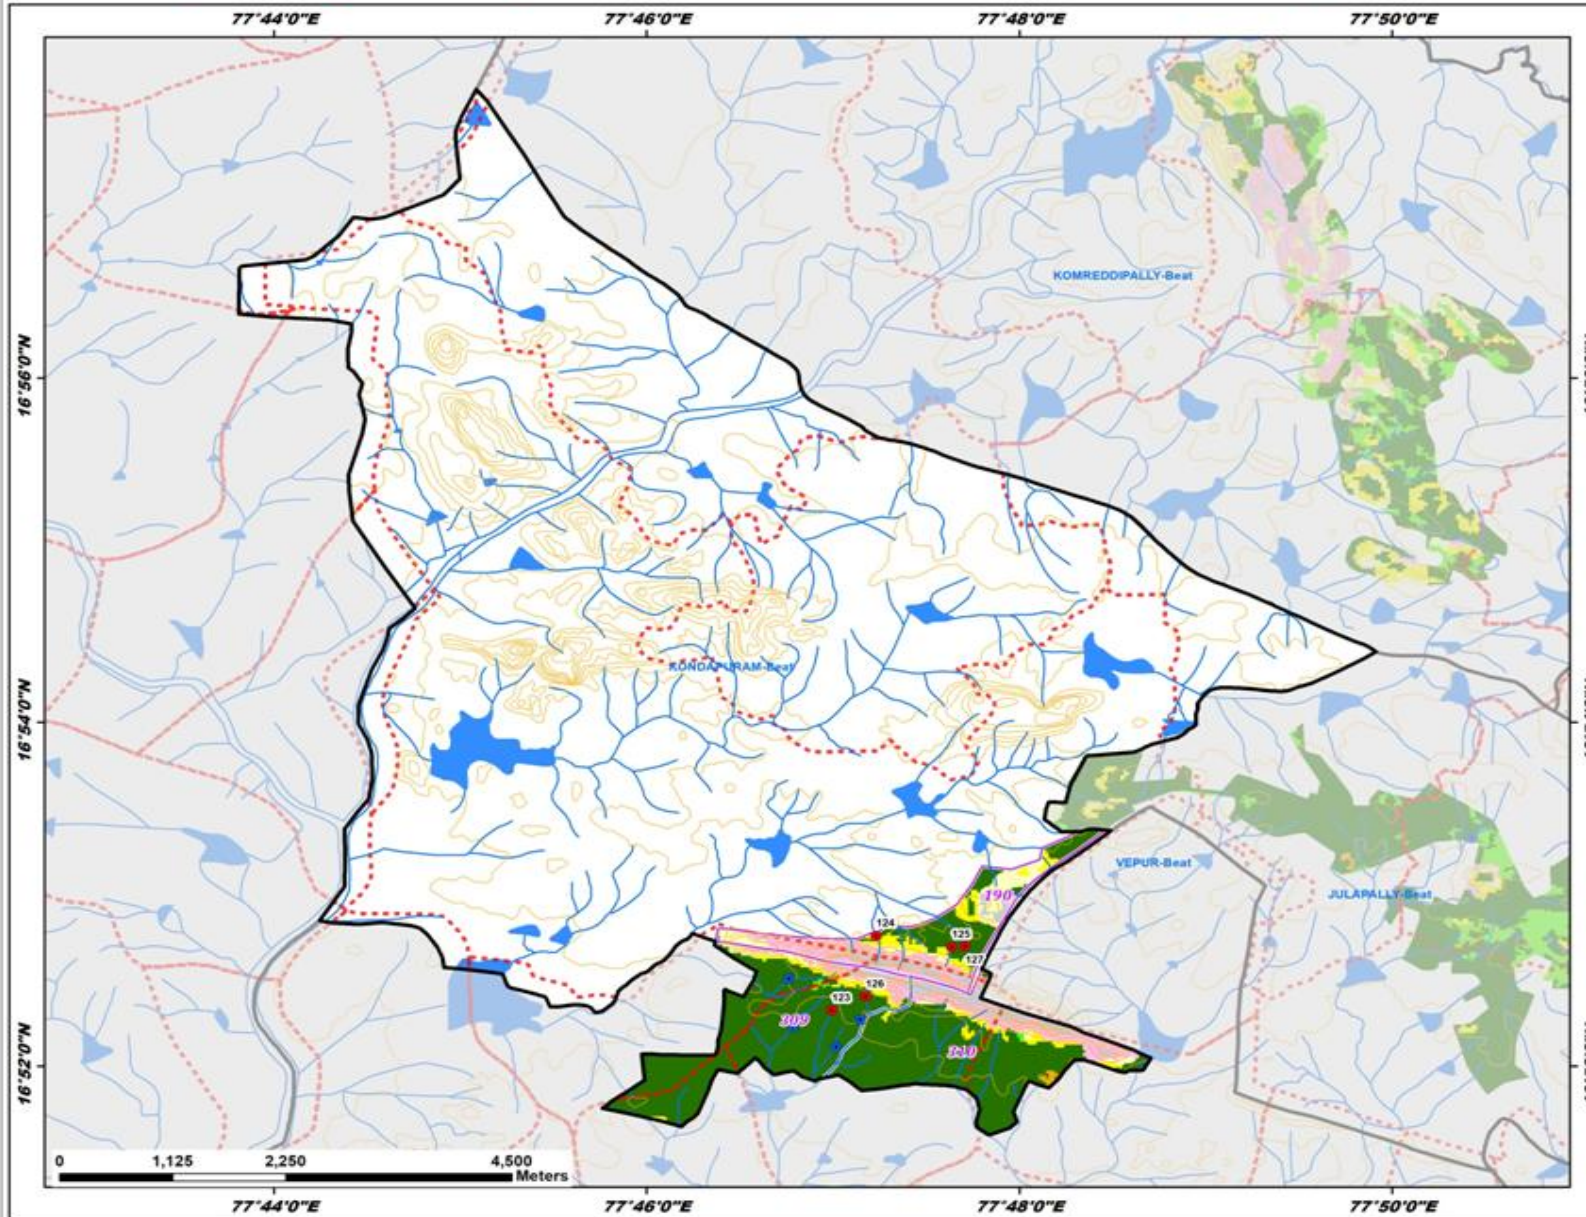 77°44'0"E 77°46'0"E 77°48'0"E 77°50'0"E
KOMREDDIPALLY-Beat
16°56'0"N
KONDAPURAM-Beat
16°54'0"N
VEPUR-Beat
JULAPALLY-Beat
190
124
125
127
126
123
309
310
16°52'0"N
0 1,125 2,250 4,500
Meters
77°44'0"E 77°46'0"E 77°48'0"E 77°50'0"E